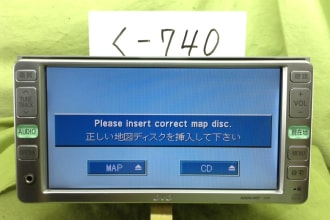 く-740
Please insert correct map disc.
正しい地図ディスクを挿入して下さい
MAP
CD
AUDIO
+
VOL
-
現在地